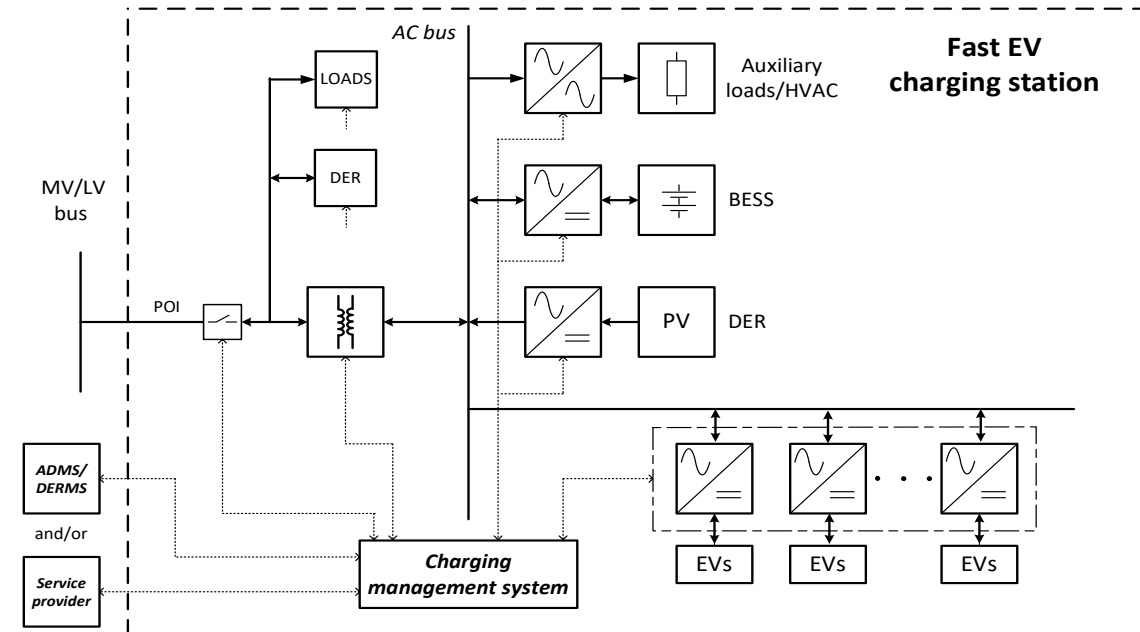 AC bus
Fast EV
charging station
LOADS
Auxiliary
loads/HVAC
DER
MV/LV
bus
BESS
POI
PV
DER
ADMS/
DERMS
and/or
Service
provider
Charging
management system
EVs
EVs
EVs